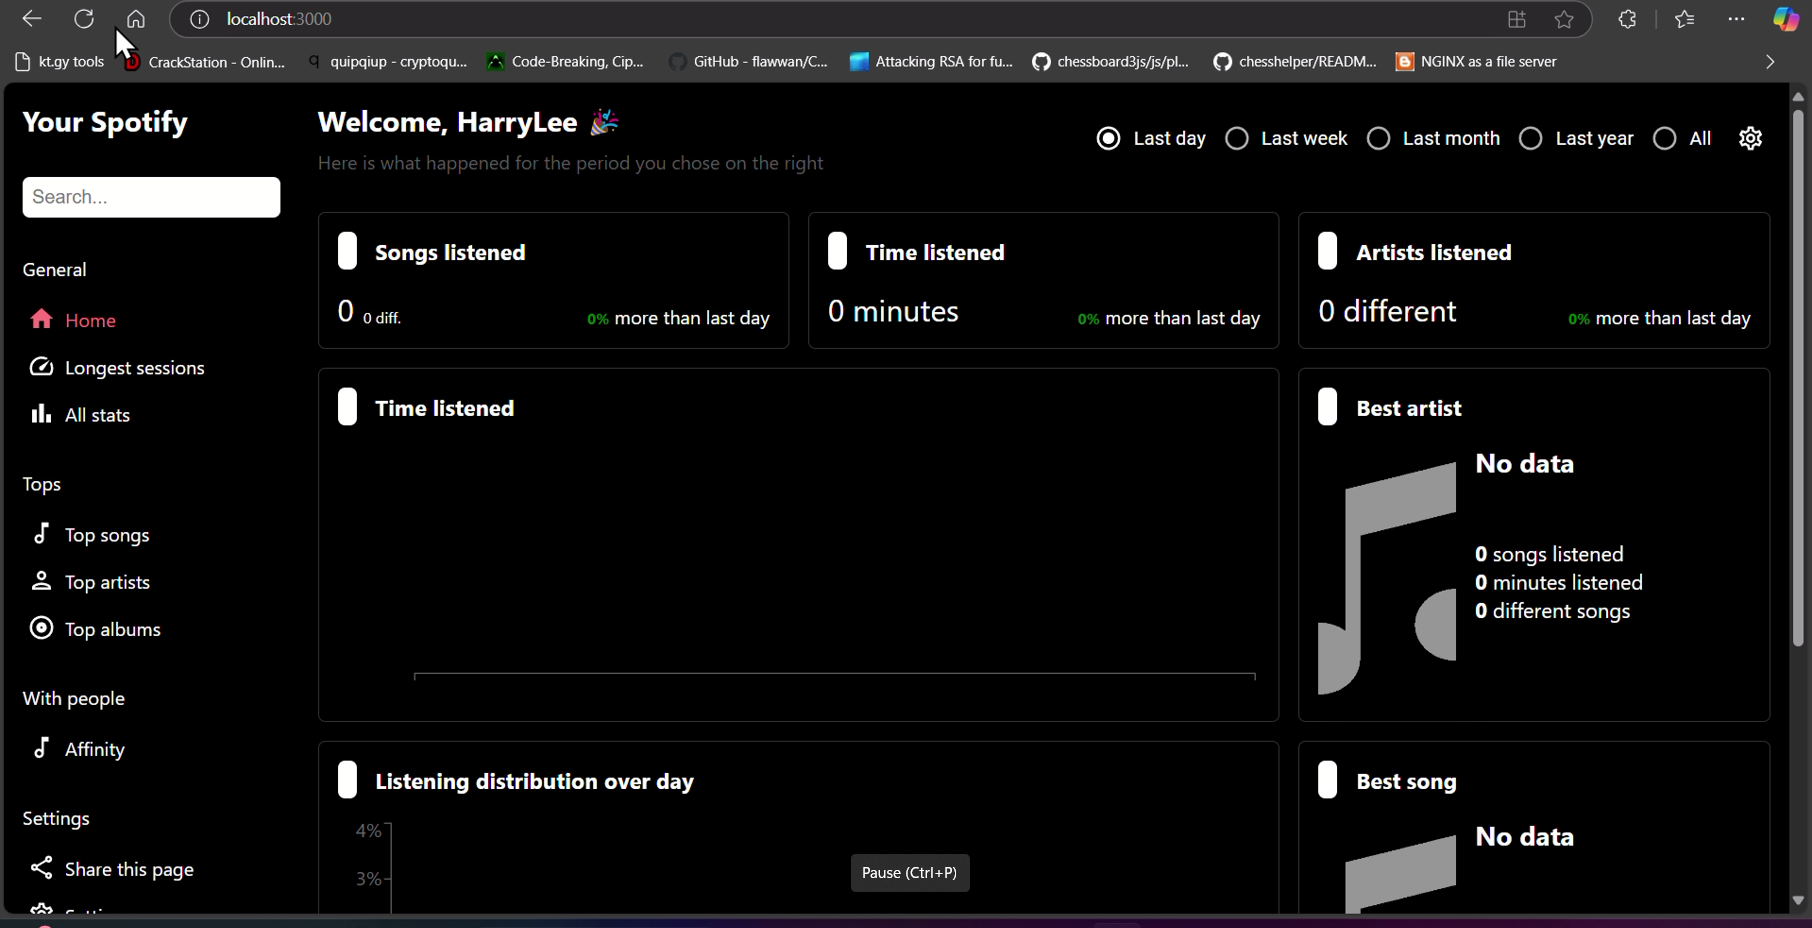 localhost:3000
kt.gy tools
CrackStation - Onlin...
quipqiup - cryptoqu...
Code-Breaking, Cip...
GitHub - flawwan/C...
Attacking RSA for fu...
chessboard3js/js/pl...
chesshelper/READM...
NGINX as a file server
Your Spotify
Welcome, HarryLee 🎉
Here is what happened for the period you chose on the right
Last day
Last week
Last month
Last year
All
Search...
General
Home
Longest sessions
All stats
Tops
Top songs
Top artists
Top albums
With people
Affinity
Settings
Share this page
Songs listened
0 0 diff.
0% more than last day
Time listened
0 minutes
0% more than last day
Artists listened
0 different
0% more than last day
Time listened
Best artist
No data
0 songs listened
0 minutes listened
0 different songs
Listening distribution over day
4%
3%
Pause (Ctrl+P)
Best song
No data